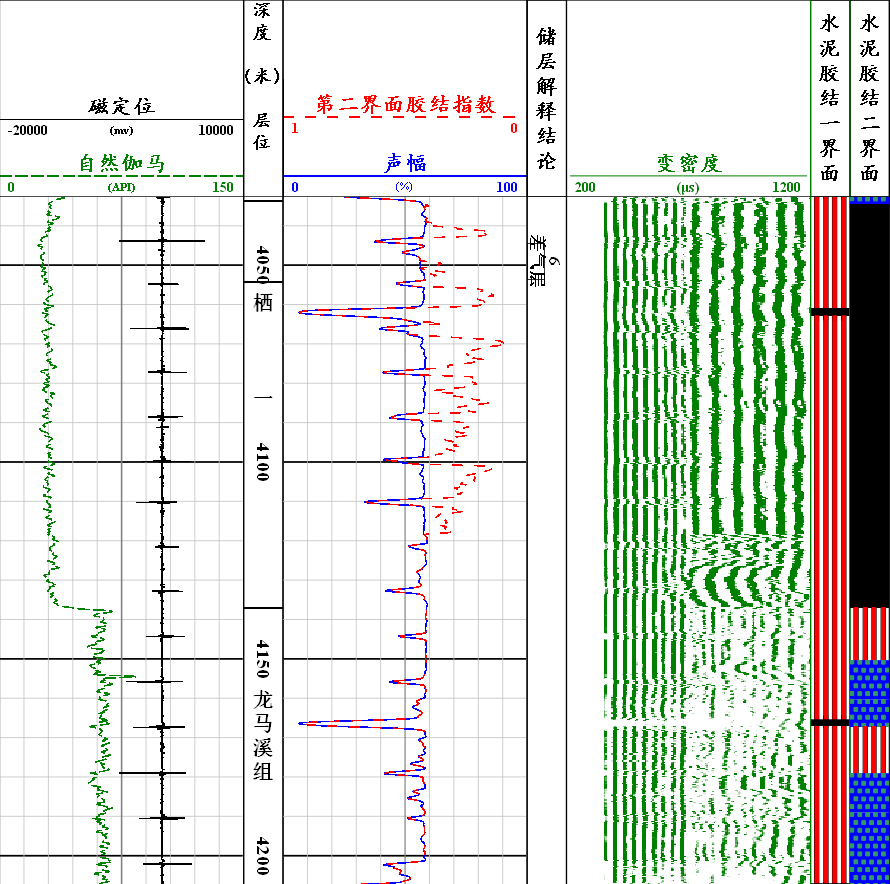 磁定位
-20000 (mv) 10000
自然伽马
0 (API) 150
深度(米)
层位
第二界面胶结指数
1 0
声幅
0 (%) 100
储层解释结论
变密度
200 (μs) 1200
水泥胶结一界面
水泥胶结二界面
6
差气层
4050
栖
一
4100
4150
龙马溪组
4200